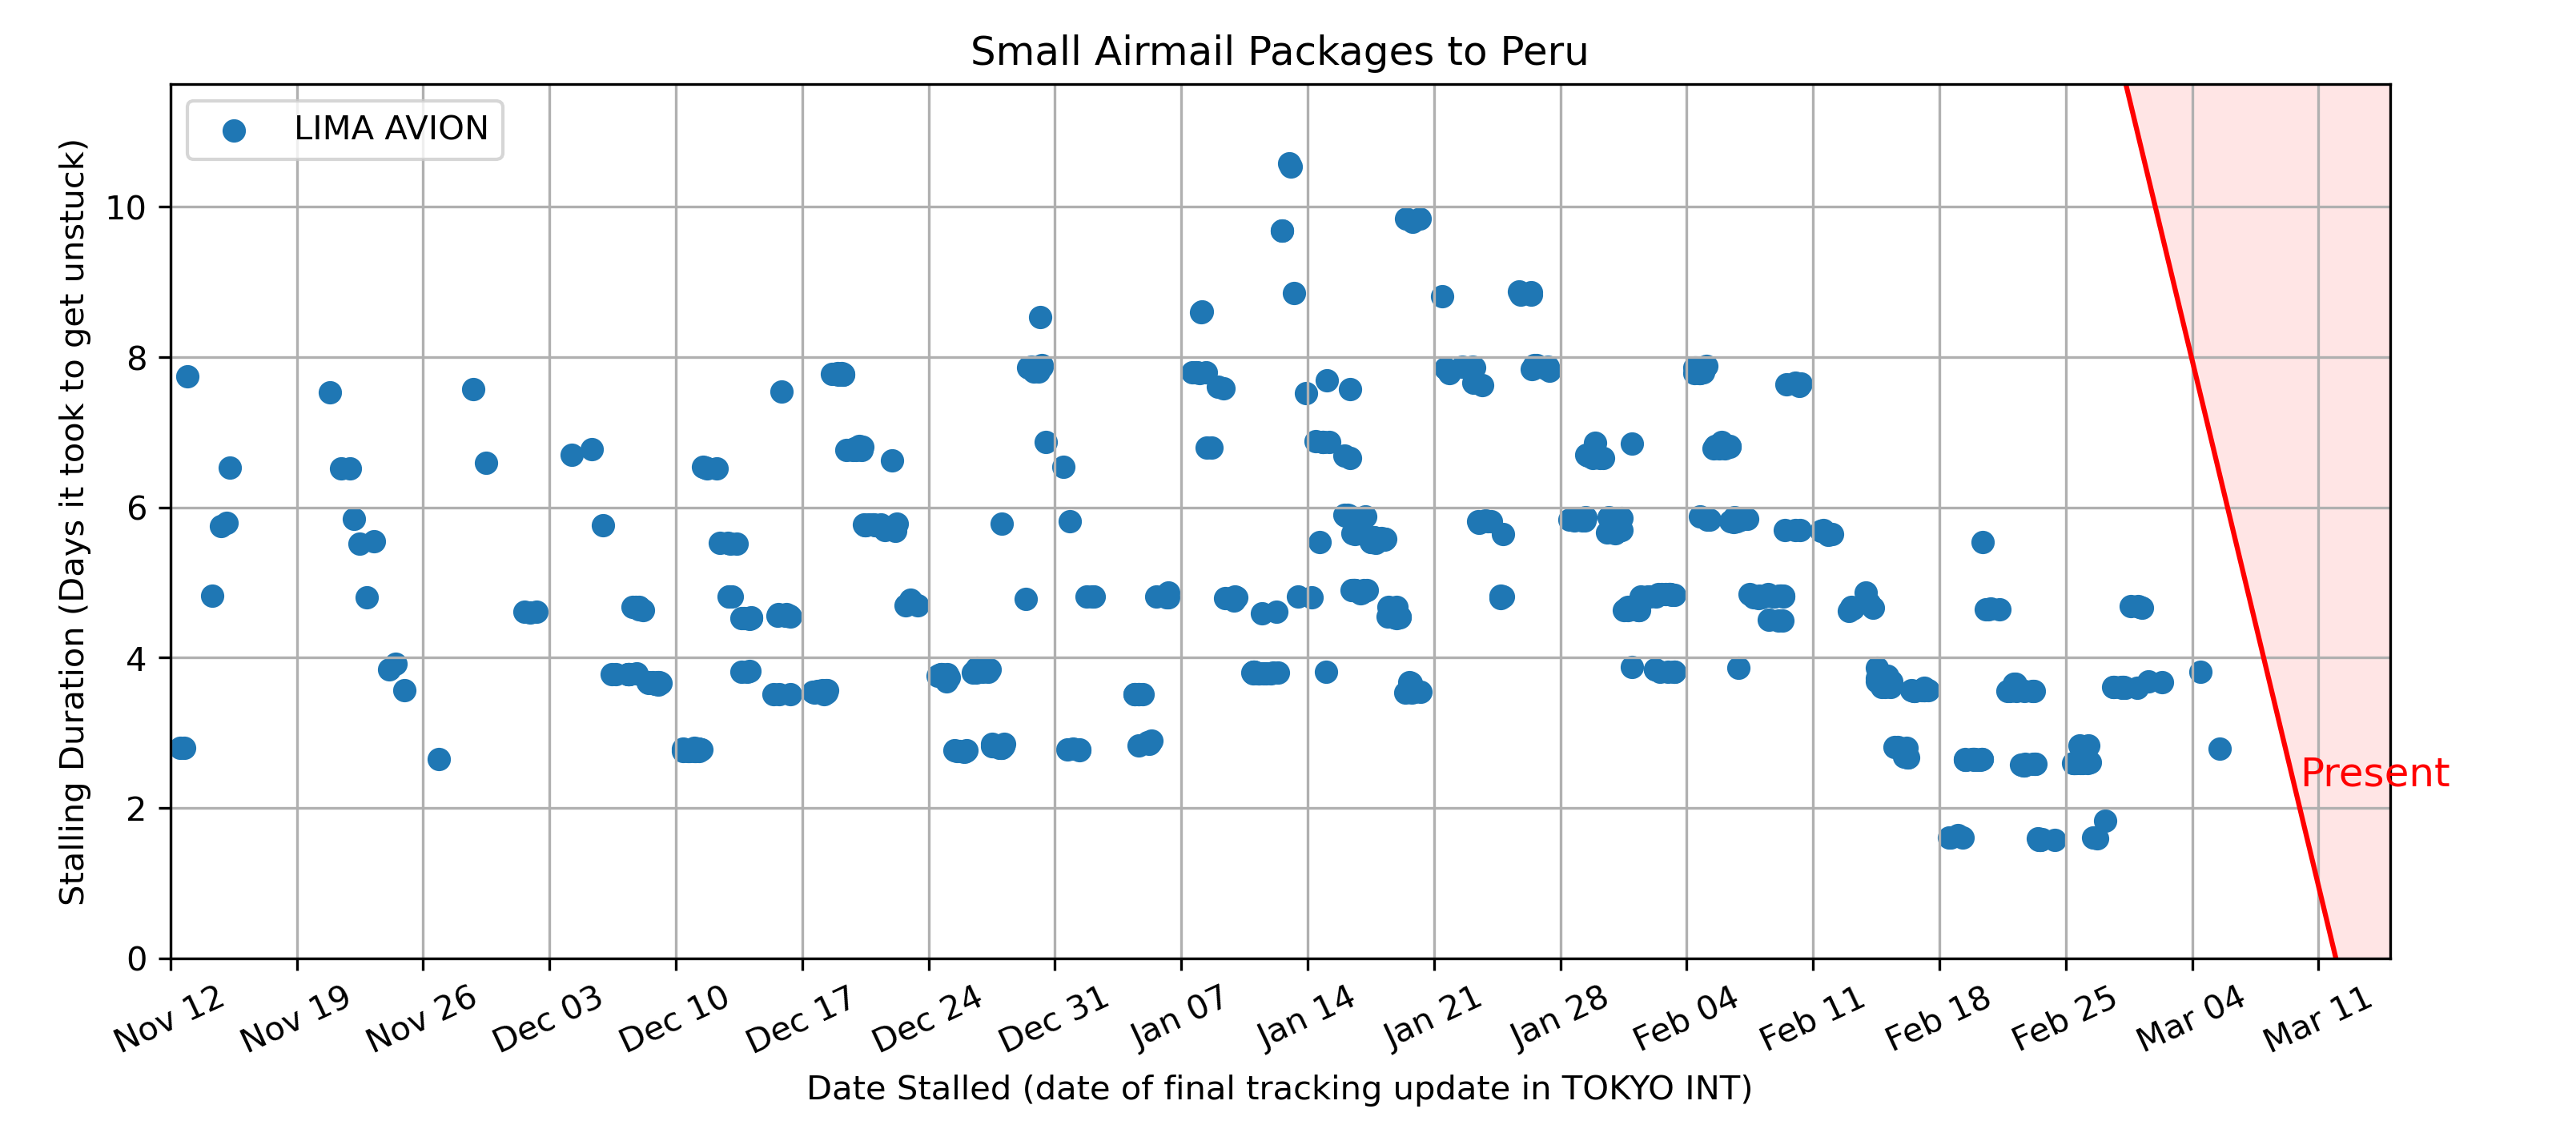 Small Airmail Packages to Peru
LIMA AVION
Stalling Duration (Days it took to get unstuck)
10
8
6
4
2
0
Present
Nov 12
Nov 19
Nov 26
Dec 03
Dec 10
Dec 17
Dec 24
Dec 31
Jan 07
Jan 14
Jan 21
Jan 28
Feb 04
Feb 11
Feb 18
Feb 25
Mar 04
Mar 11
Date Stalled (date of final tracking update in TOKYO INT)